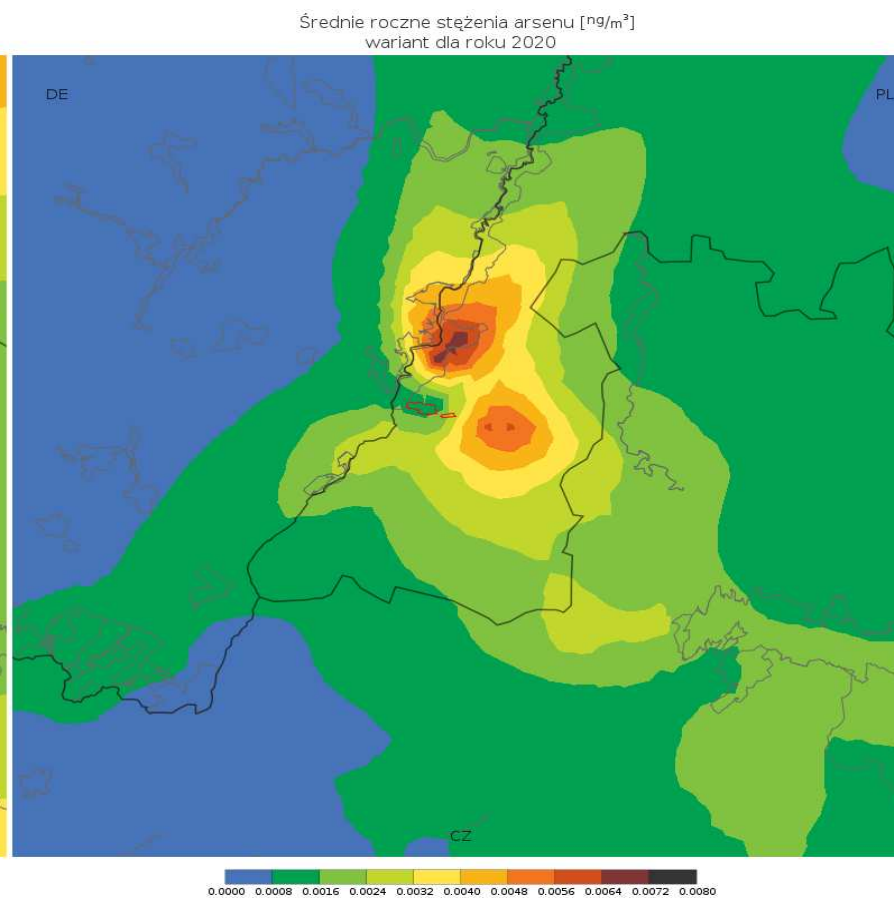 Średnie roczne stężenia arsenu [ng/m³]
wariant dla roku 2020
DE
PL
CZ
0.0000 0.0008 0.0016 0.0024 0.0032 0.0040 0.0048 0.0056 0.0064 0.0072 0.0080